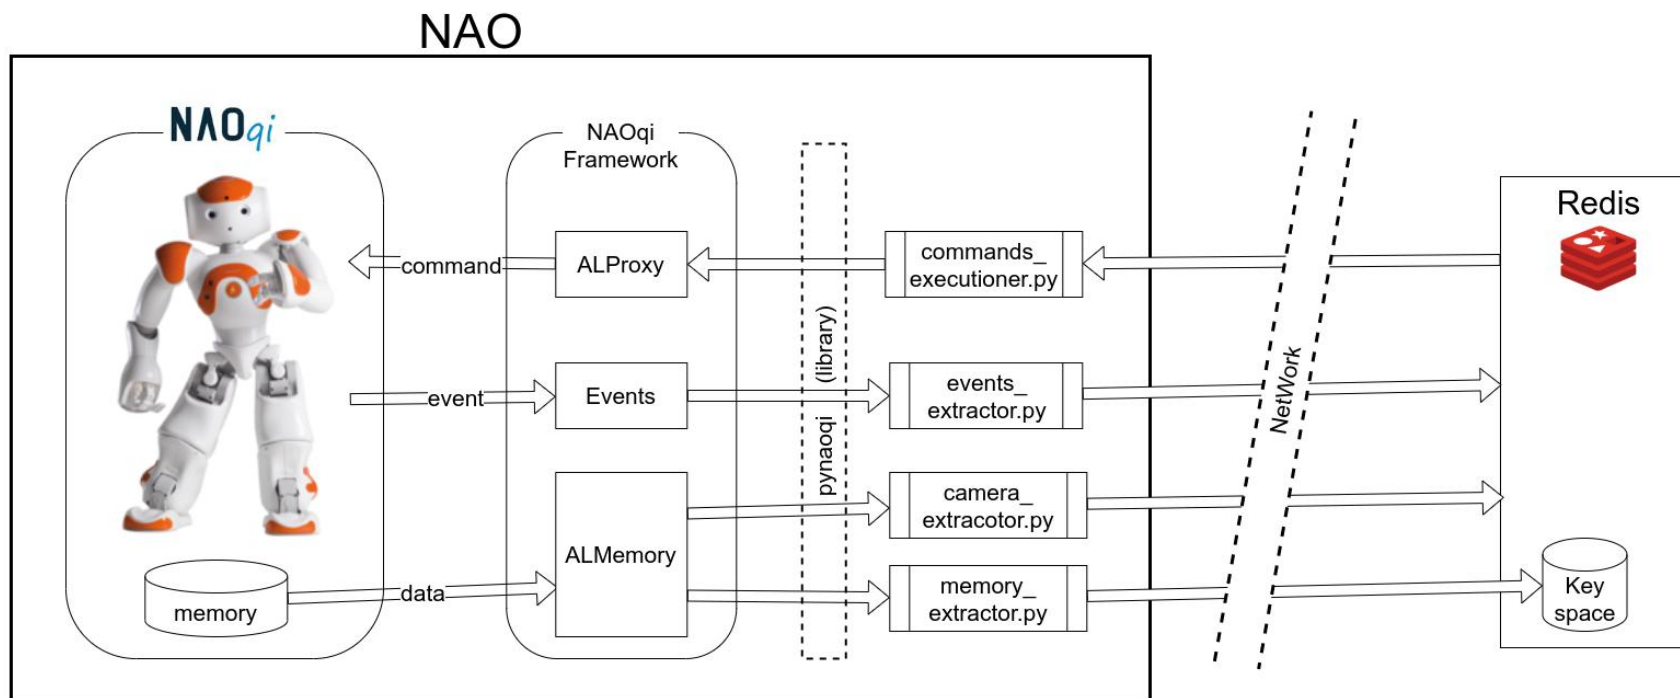 NAO
NAOqi
NAOqi
Framework
command
ALProxy
commands_
executioner.py
Redis
event
Events
events_
extractor.py
pynaoqi (library)
NetWork
camera_
extracotor.py
ALMemory
memory
data
memory_
extractor.py
Key
space